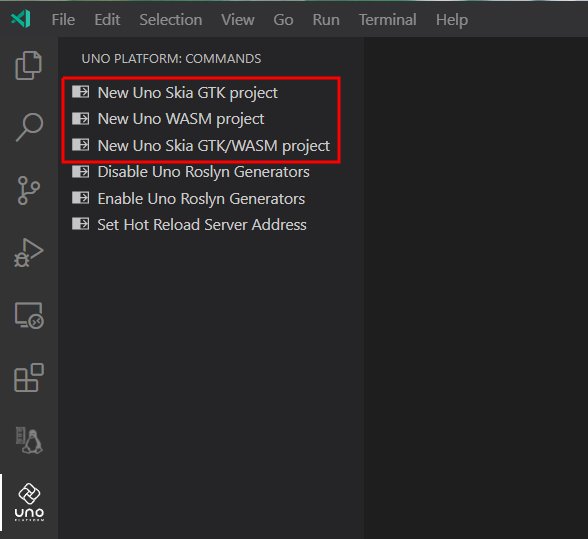 File Edit Selection View Go Run Terminal Help
UNO PLATFORM: COMMANDS
New Uno Skia GTK project
New Uno WASM project
New Uno Skia GTK/WASM project
Disable Uno Roslyn Generators
Enable Uno Roslyn Generators
Set Hot Reload Server Address
uno
PLATFORM